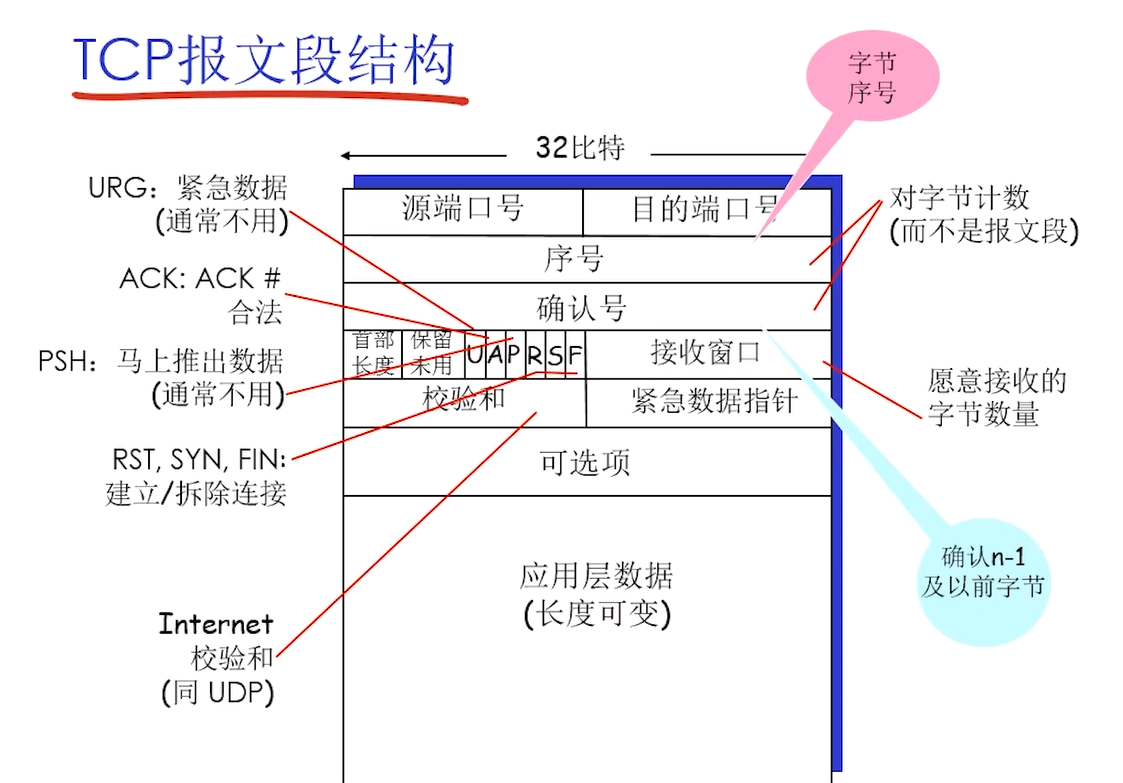 TCP报文段结构
字节
序号
32比特
URG：紧急数据
(通常不用)
源端口号
目的端口号
对字节计数
(而不是报文段)
序号
ACK: ACK #
合法
确认号
PSH：马上推出数据
(通常不用)
首部
长度
保留
未用
U
A
P
R
S
F
接收窗口
愿意接收的
字节数量
校验和
紧急数据指针
RST, SYN, FIN:
建立/拆除连接
可选项
确认n-1
及以前字节
应用层数据
(长度可变)
Internet
校验和
(同 UDP)